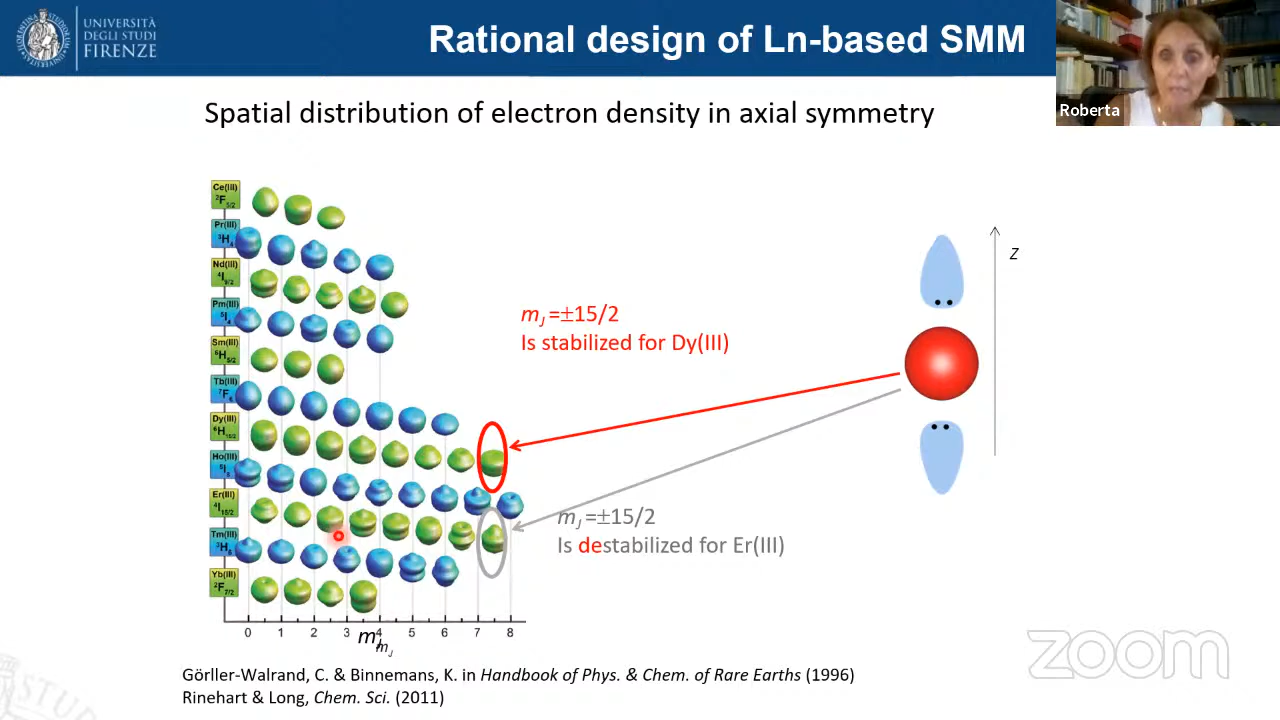 UNIVERSITÀ
DEGLI STUDI
FIRENZE
Rational design of Ln-based SMM
Roberta
Spatial distribution of electron density in axial symmetry
Ce(III)
²F₅/₂
Pr(III)
³H₄
Nd(III)
⁴I₉/₂
Pm(III)
⁵I₄
Sm(III)
⁶H₅/₂
Tb(III)
⁷F₆
Dy(III)
⁶H₁₅/₂
Ho(III)
⁵I₈
Er(III)
⁴I₁₅/₂
Tm(III)
³H₆
Yb(III)
²F₇/₂
0 1 2 3 4 5 6 7 8
mJ
mJ
mJ =±15/2
Is stabilized for Dy(III)
mJ =±15/2
Is destabilized for Er(III)
z
Görller-Walrand, C. & Binnemans, K. in Handbook of Phys. & Chem. of Rare Earths (1996)
Rinehart & Long, Chem. Sci. (2011)
zoom